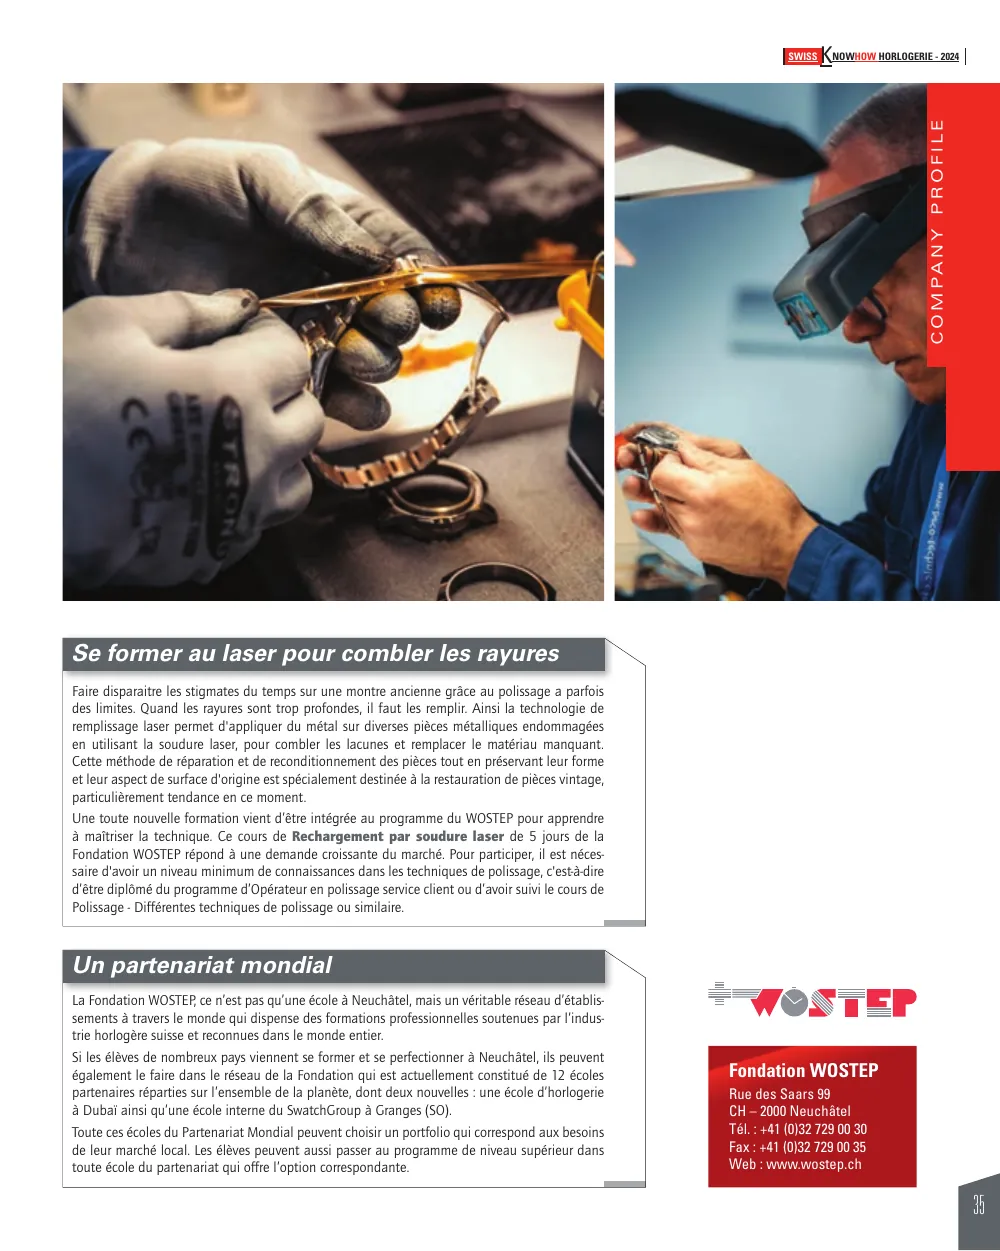 SWISS KNOWHOW HORLOGERIE - 2024
COMPANY PROFILE
STRONG
CE
Se former au laser pour combler les rayures
Faire disparaitre les stigmates du temps sur une montre ancienne grâce au polissage a parfois
des limites. Quand les rayures sont trop profondes, il faut les remplir. Ainsi la technologie de
remplissage laser permet d'appliquer du métal sur diverses pièces métalliques endommagées
en utilisant la soudure laser, pour combler les lacunes et remplacer le matériau manquant.
Cette méthode de réparation et de reconditionnement des pièces tout en préservant leur forme
et leur aspect de surface d'origine est spécialement destinée à la restauration de pièces vintage,
particulièrement tendance en ce moment.
Une toute nouvelle formation vient d’être intégrée au programme du WOSTEP pour apprendre
à maîtriser la technique. Ce cours de Rechargement par soudure laser de 5 jours de la
Fondation WOSTEP répond à une demande croissante du marché. Pour participer, il est néces-
saire d'avoir un niveau minimum de connaissances dans les techniques de polissage, c'est-à-dire
d’être diplômé du programme d’Opérateur en polissage service client ou d’avoir suivi le cours de
Polissage - Différentes techniques de polissage ou similaire.
Un partenariat mondial
La Fondation WOSTEP, ce n’est pas qu’une école à Neuchâtel, mais un véritable réseau d’établis-
sements à travers le monde qui dispense des formations professionnelles soutenues par l’indus-
trie horlogère suisse et reconnues dans le monde entier.
Si les élèves de nombreux pays viennent se former et se perfectionner à Neuchâtel, ils peuvent
également le faire dans le réseau de la Fondation qui est actuellement constitué de 12 écoles
partenaires réparties sur l’ensemble de la planète, dont deux nouvelles : une école d’horlogerie
à Dubaï ainsi qu’une école interne du SwatchGroup à Granges (SO).
Toute ces écoles du Partenariat Mondial peuvent choisir un portfolio qui correspond aux besoins
de leur marché local. Les élèves peuvent aussi passer au programme de niveau supérieur dans
toute école du partenariat qui offre l’option correspondante.
WOSTEP
Fondation WOSTEP
Rue des Saars 99
CH – 2000 Neuchâtel
Tél. : +41 (0)32 729 00 30
Fax : +41 (0)32 729 00 35
Web : www.wostep.ch
35